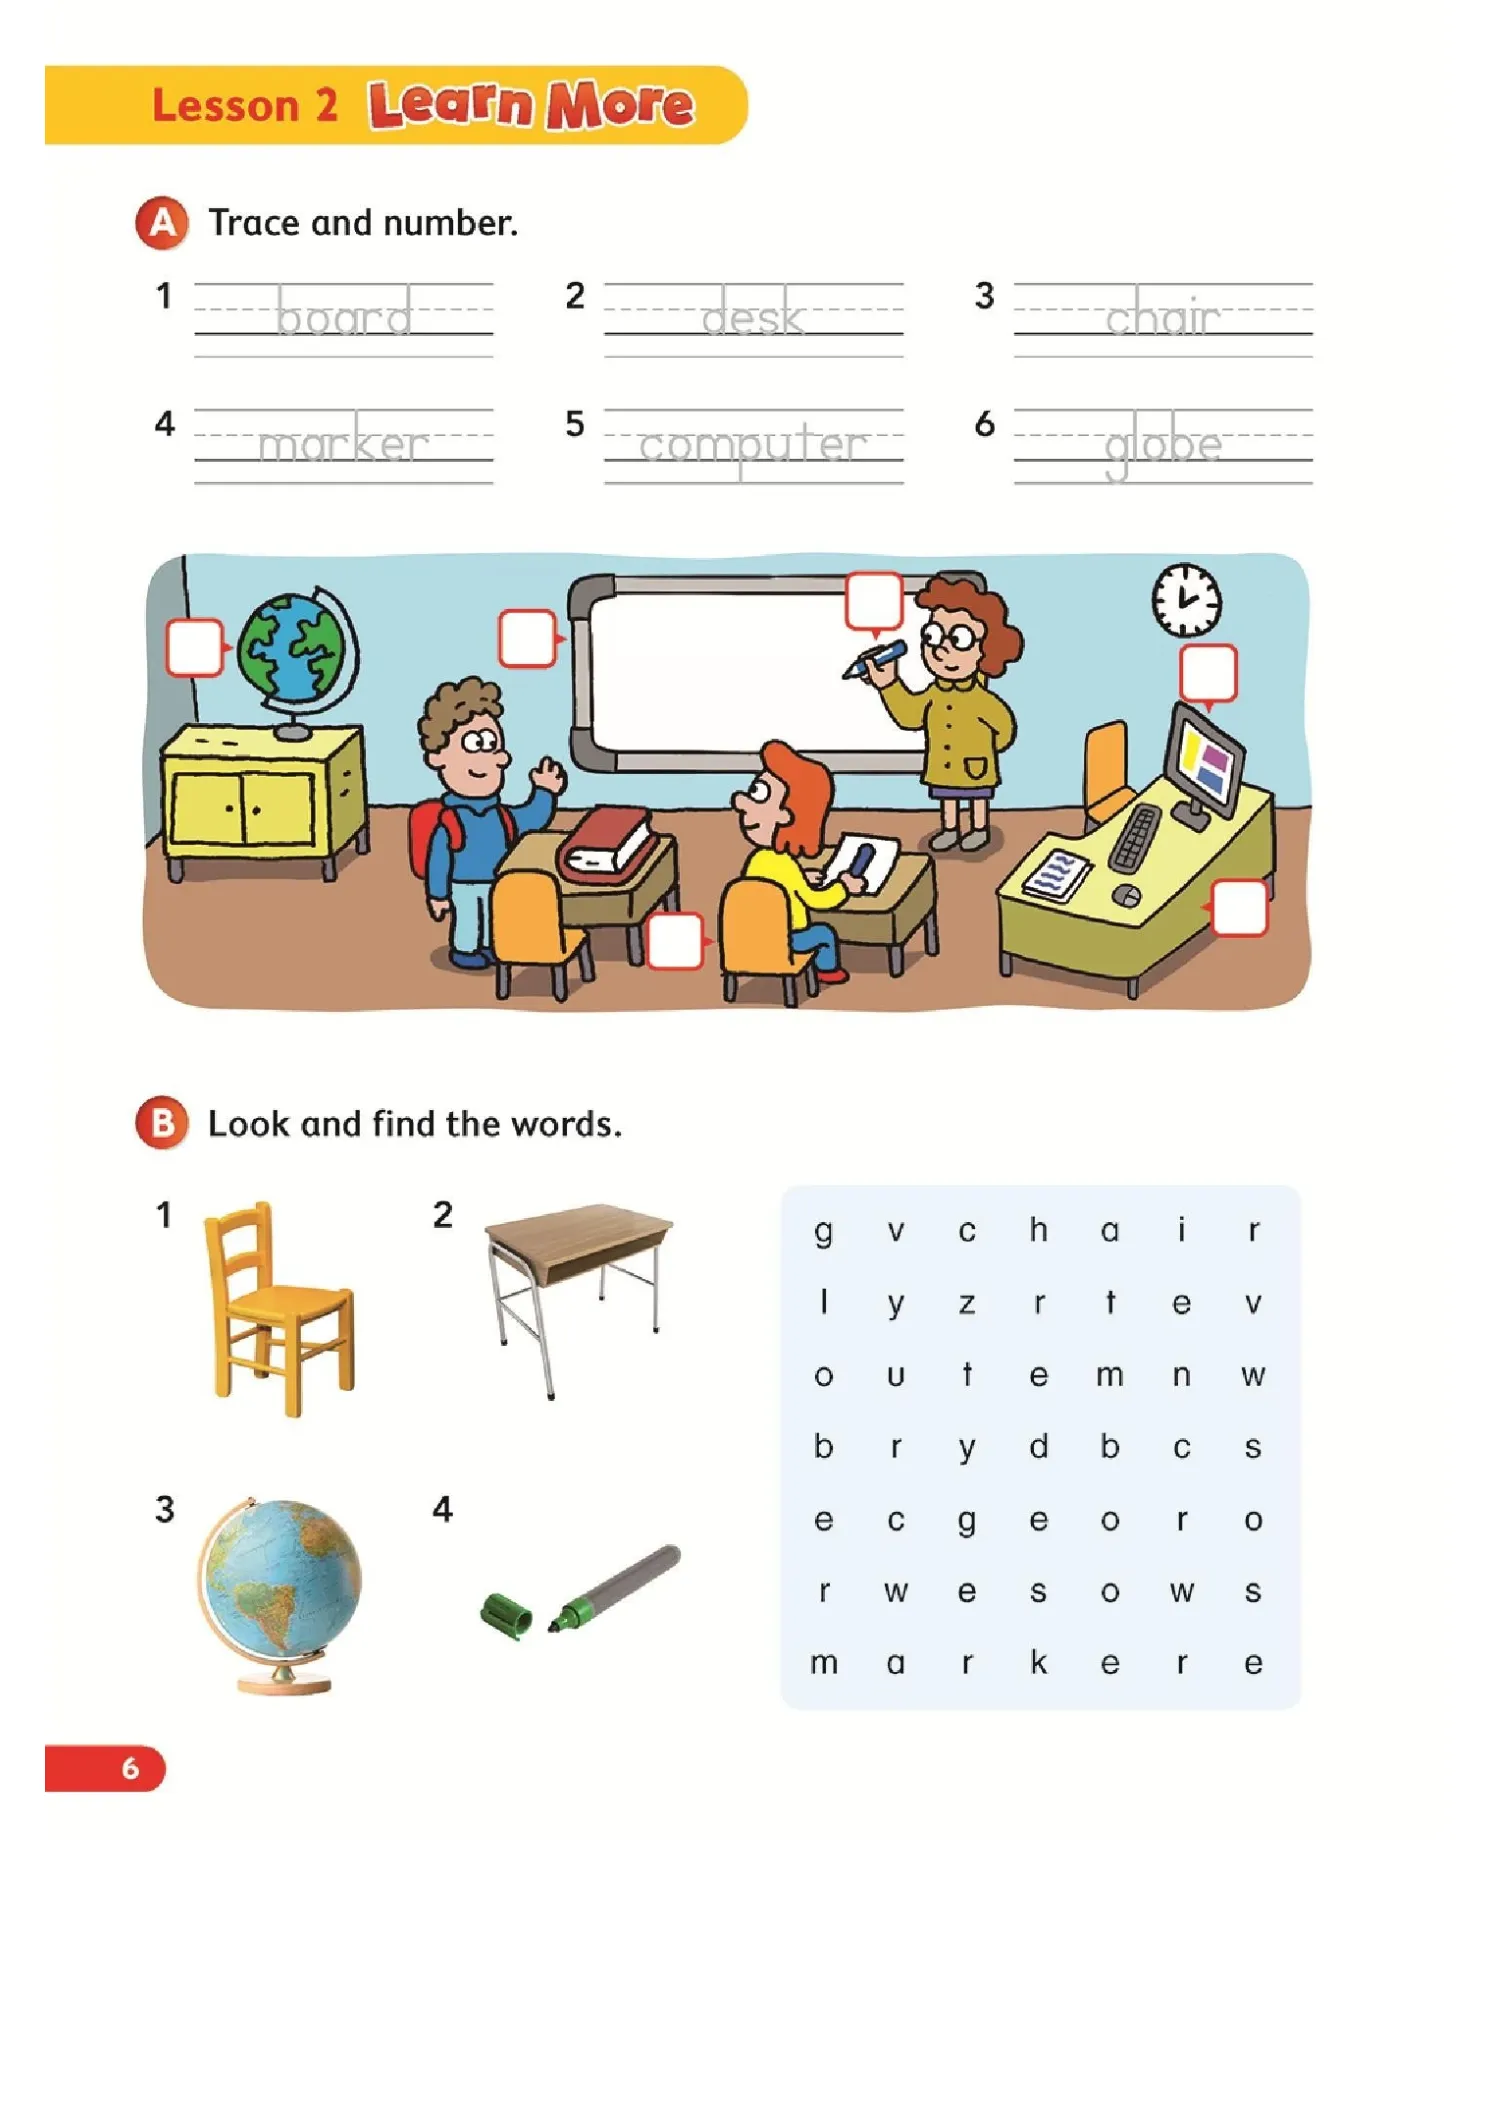 Lesson 2 Learn More
A Trace and number.
1 board 2 desk 3 chair
4 marker 5 computer 6 globe
B Look and find the words.
1 2
3 4
g v c h a i r
l y z r t e v
o u t e m n w
b r y d b c s
e c g e o r o
r w e s o w s
m a r k e r e
6